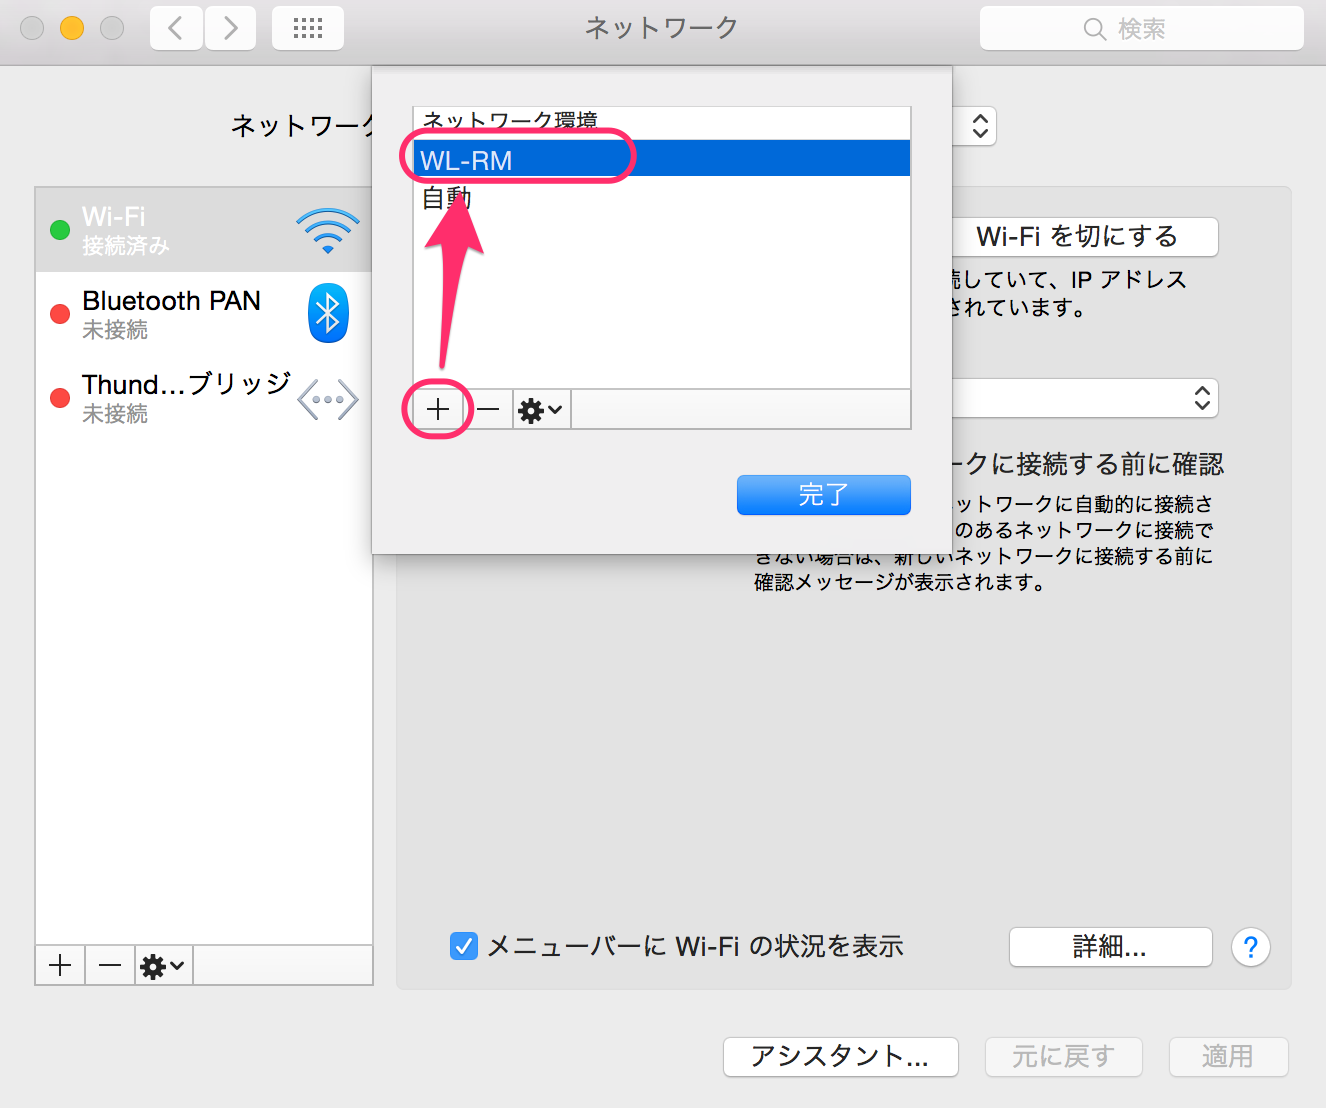 ネットワーク
検索
ネットワーク
ネットワーク環境
WL-RM
自動
Wi-Fi
接続済み
Wi-Fi を切にする
続していて、IP アドレス
されています。
Bluetooth PAN
未接続
Thund...ブリッジ
未接続
ークに接続する前に確認
完了
ットワークに自動的に接続さ
のあるネットワークに接続で
きない場合は、新しいネットワークに接続する前に
確認メッセージが表示されます。
メニューバーに Wi-Fi の状況を表示
詳細...
?
アシスタント...
元に戻す
適用